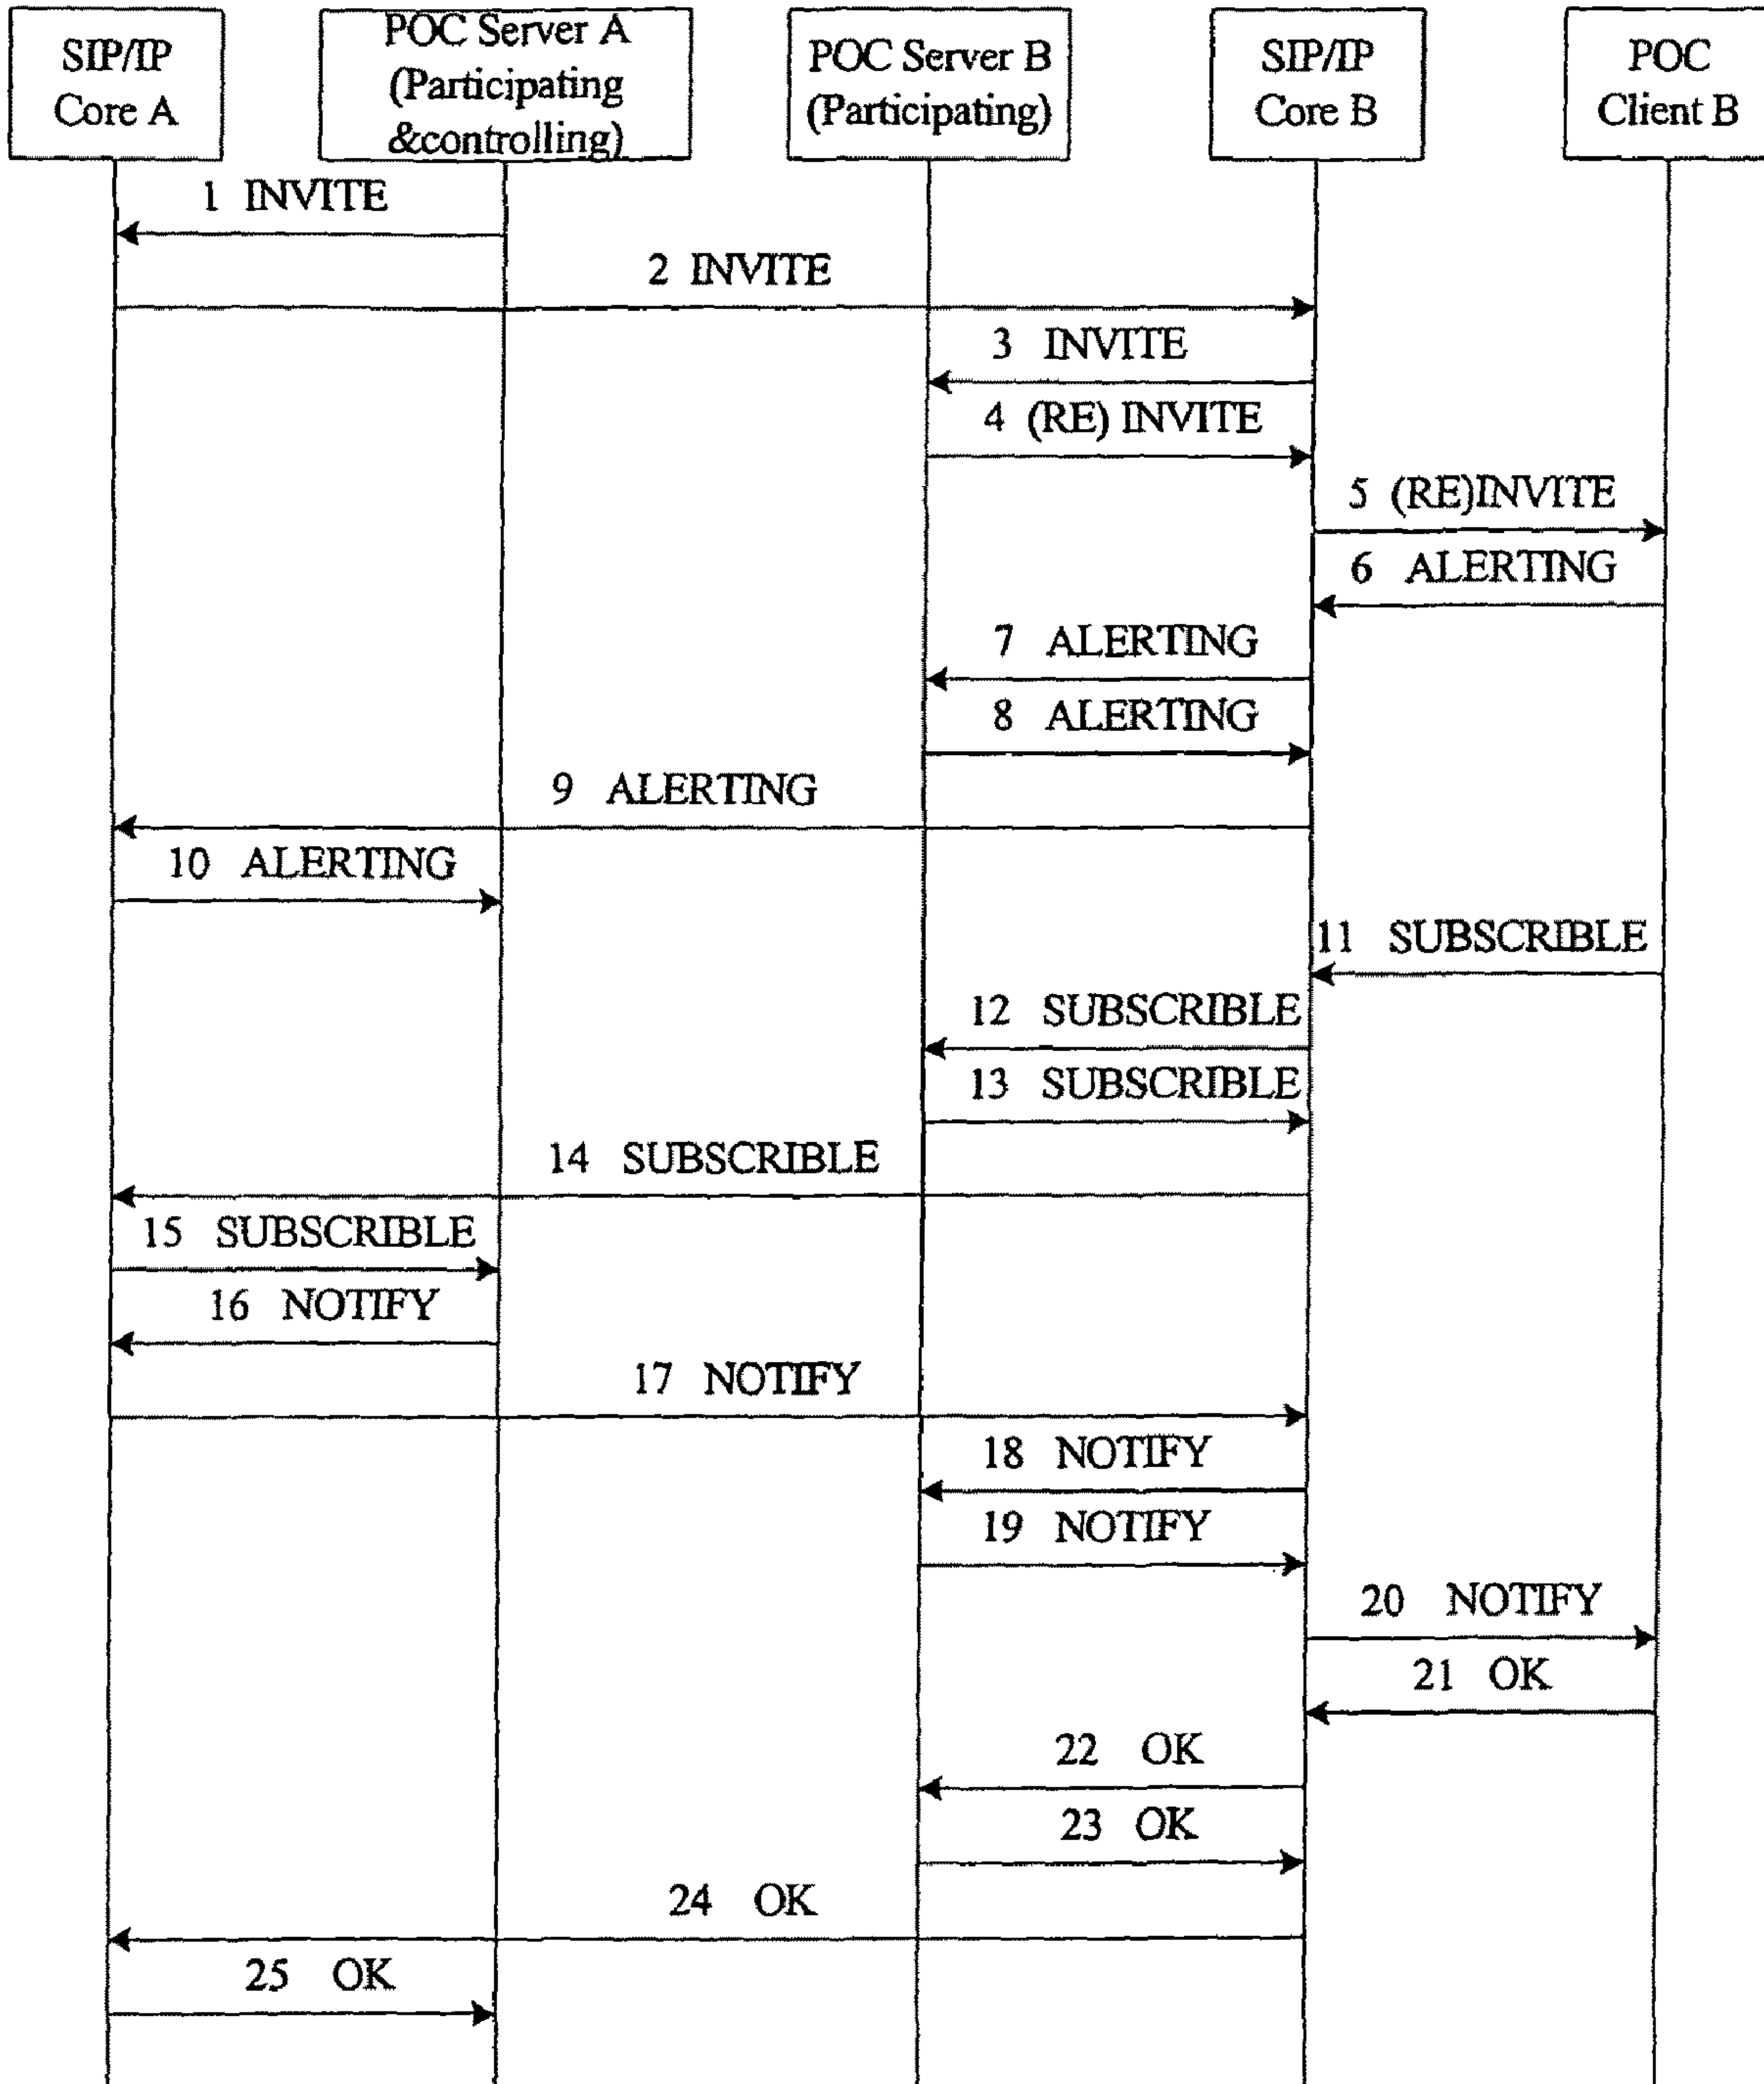 SIP/IP
Core A
POC Server A
(Participating
&controlling)
POC Server B
(Participating)
SIP/IP
Core B
POC
Client B
1 INVITE
2 INVITE
3 INVITE
4 (RE) INVITE
5 (RE)INVITE
6 ALERTING
7 ALERTING
8 ALERTING
9 ALERTING
10 ALERTING
11 SUBSCRIBLE
12 SUBSCRIBLE
13 SUBSCRIBLE
14 SUBSCRIBLE
15 SUBSCRIBLE
16 NOTIFY
17 NOTIFY
18 NOTIFY
19 NOTIFY
20 NOTIFY
21 OK
22 OK
23 OK
24 OK
25 OK